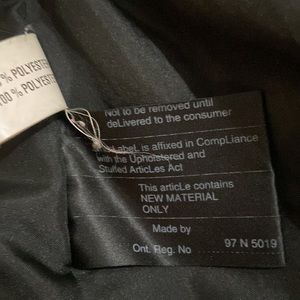 % POLYESTE
100 % POLYESTE
Not to be removed until
deLivered to the consumer
LabeL is affixed in CompLiance
with the UphoLstered and
Stuffed ArticLes Act
This articLe contains
NEW MATERIAL
ONLY
Made by
Ont. Reg. No 97 N 5019